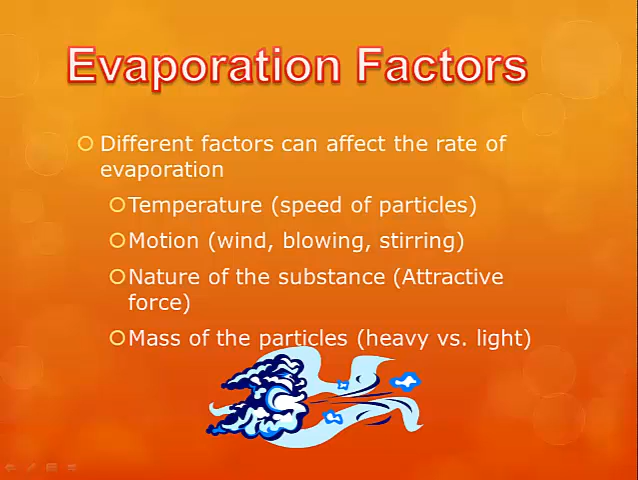 Evaporation Factors
Different factors can affect the rate of
evaporation
Temperature (speed of particles)
Motion (wind, blowing, stirring)
Nature of the substance (Attractive
force)
Mass of the particles (heavy vs. light)